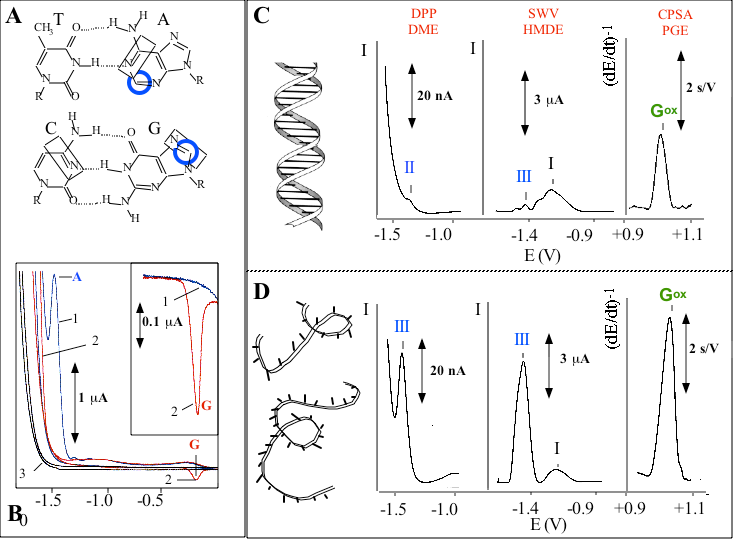 A
T
A
CH3
O
H
H
N
N
N
N
H
N
N
N
N
R
O
R
C
G
H
N
H
O
N
N
N
H
N
N
N
R
O
H
N
N
R
H
A
1
2
1 μA
3
G
2
-1.5
-1.0
-0.5
0
1
0.1 μA
2
G
B
C
DPP
DME
SWV
HMDE
CPSA
PGE
I
20 nA
II
-1.5
-1.0
I
3 μA
III
I
-1.4
-0.9
E (V)
(dE/dt)-1
2 s/V
Gox
+0.9
+1.1
D
I
III
20 nA
-1.5
-1.0
I
III
3 μA
I
-1.4
-0.9
E (V)
(dE/dt)-1
Gox
2 s/V
+0.9
+1.1